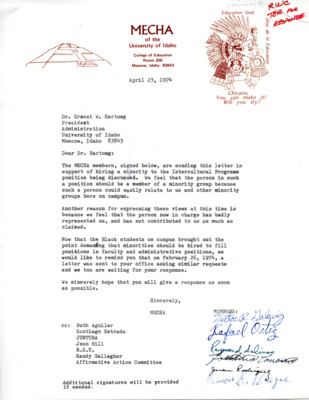 MECHA
of the
University of Idaho
College of Education
Moscow, Idaho 83843
Education God
Chicano,
You can make it!
Will you try?
RWC
FOR
RESPONSE
April 23, 1974
Dr. Ernest W. Hartung
President
Administration
University of Idaho
Moscow, Idaho 83843
Dear Dr. Hartung:
The MECHA members, signed below, are sending this letter in
support of hiring a minority to the Intercultural Programs
position being discussed. We feel that the person in such
a position should be a member of a minority group because
such a person could easily relate to us and other minority
groups here on campus.
Another reason for expressing these views at this time is
because we feel that the person now in charge has badly
represented us, and has not contributed to us as much as
claimed.
Now that the Black students on campus brought out the
point demanding that minorities should be hired to fill
positions in faculty and administrative positions, we
would like to remind you that on February 26, 1974, a
letter was sent to your office asking similar requests
and we too are waiting for your response.
We sincerely hope that you will give a response as soon
as possible.
Sincerely,
MECHA
MEMBERS:
Rafael Ortiz
Raymond Salinas
Juan Rodriguez
cc: Ruth Aguilar
Santiago Estrada
JUNTURA
Jean Hill
B.S.U.
Sandy Gallagher
Affirmative Action Committee
Additional signatures will be provided
if needed.